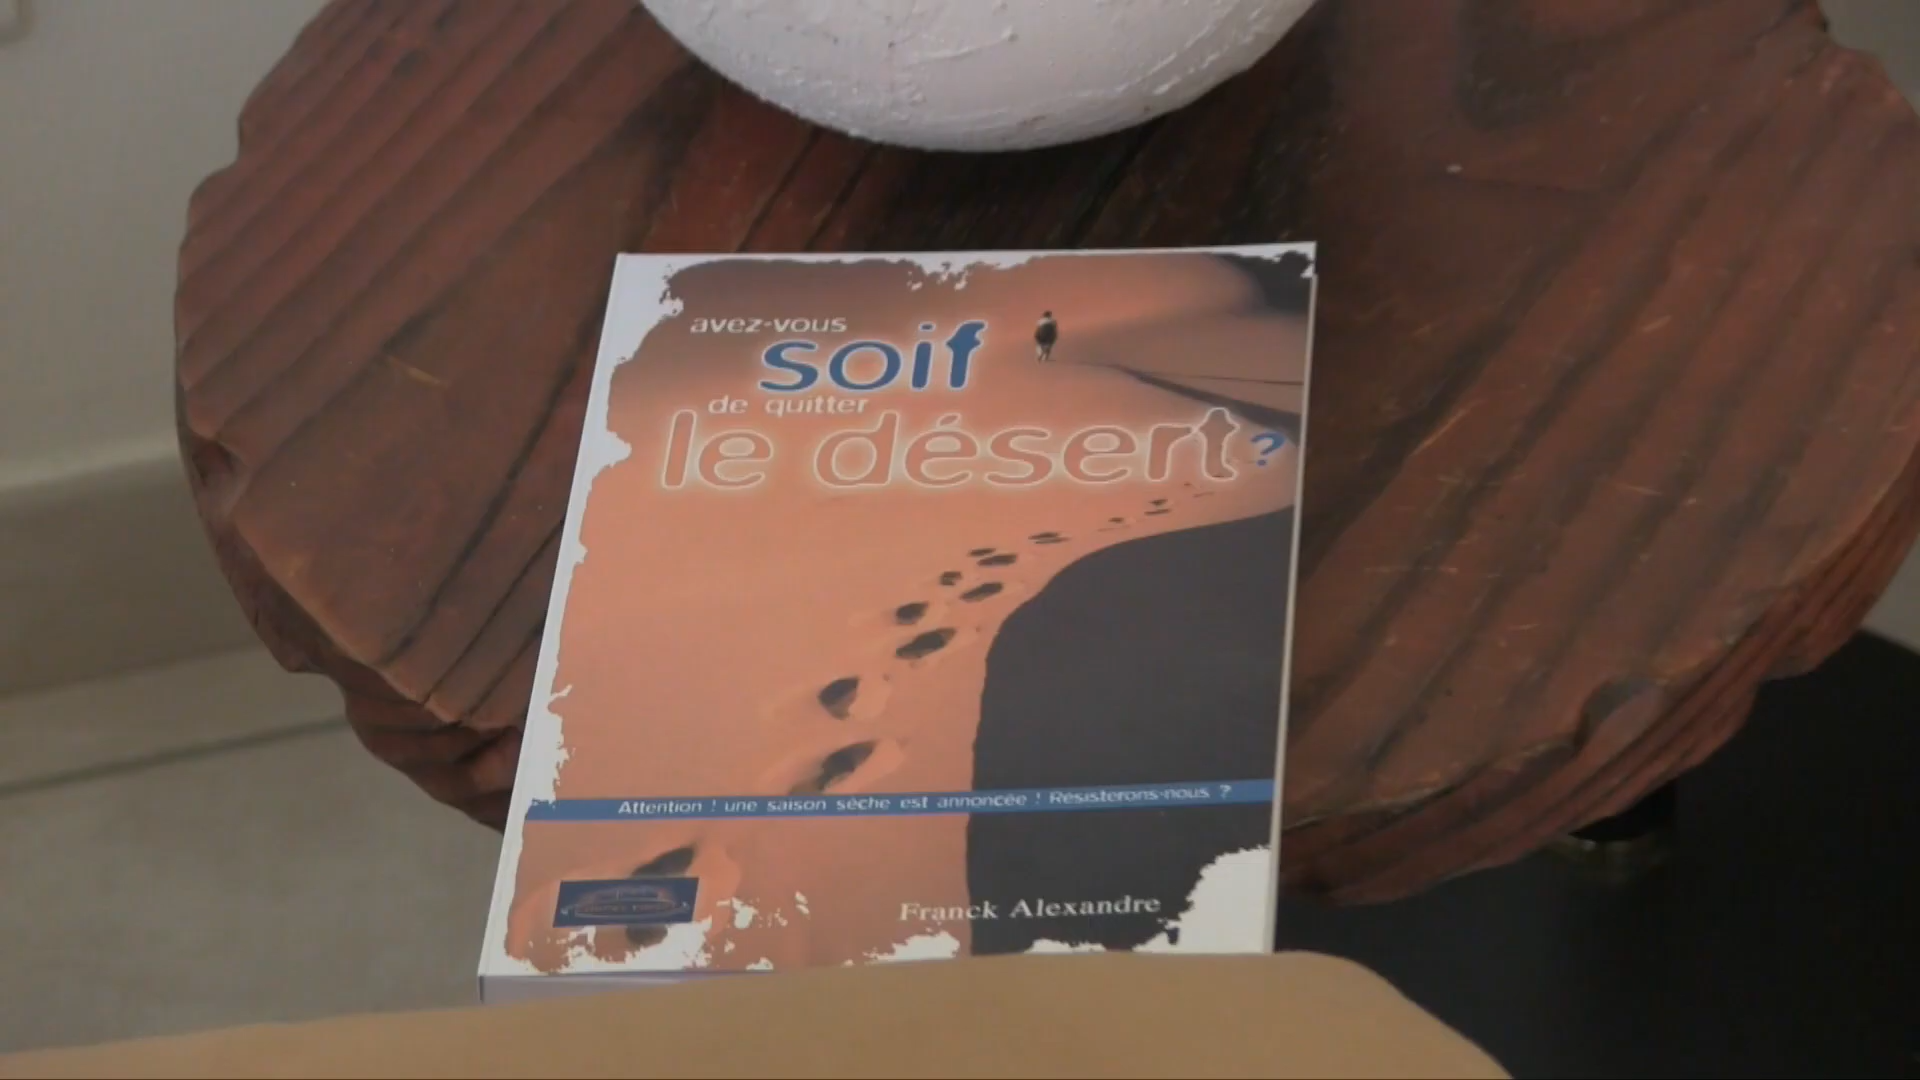 avez-vous
soif
de quitter
le désert ?
Attention ! une saison sèche est annoncée ! Résisterons-nous ?
Franck Alexandre